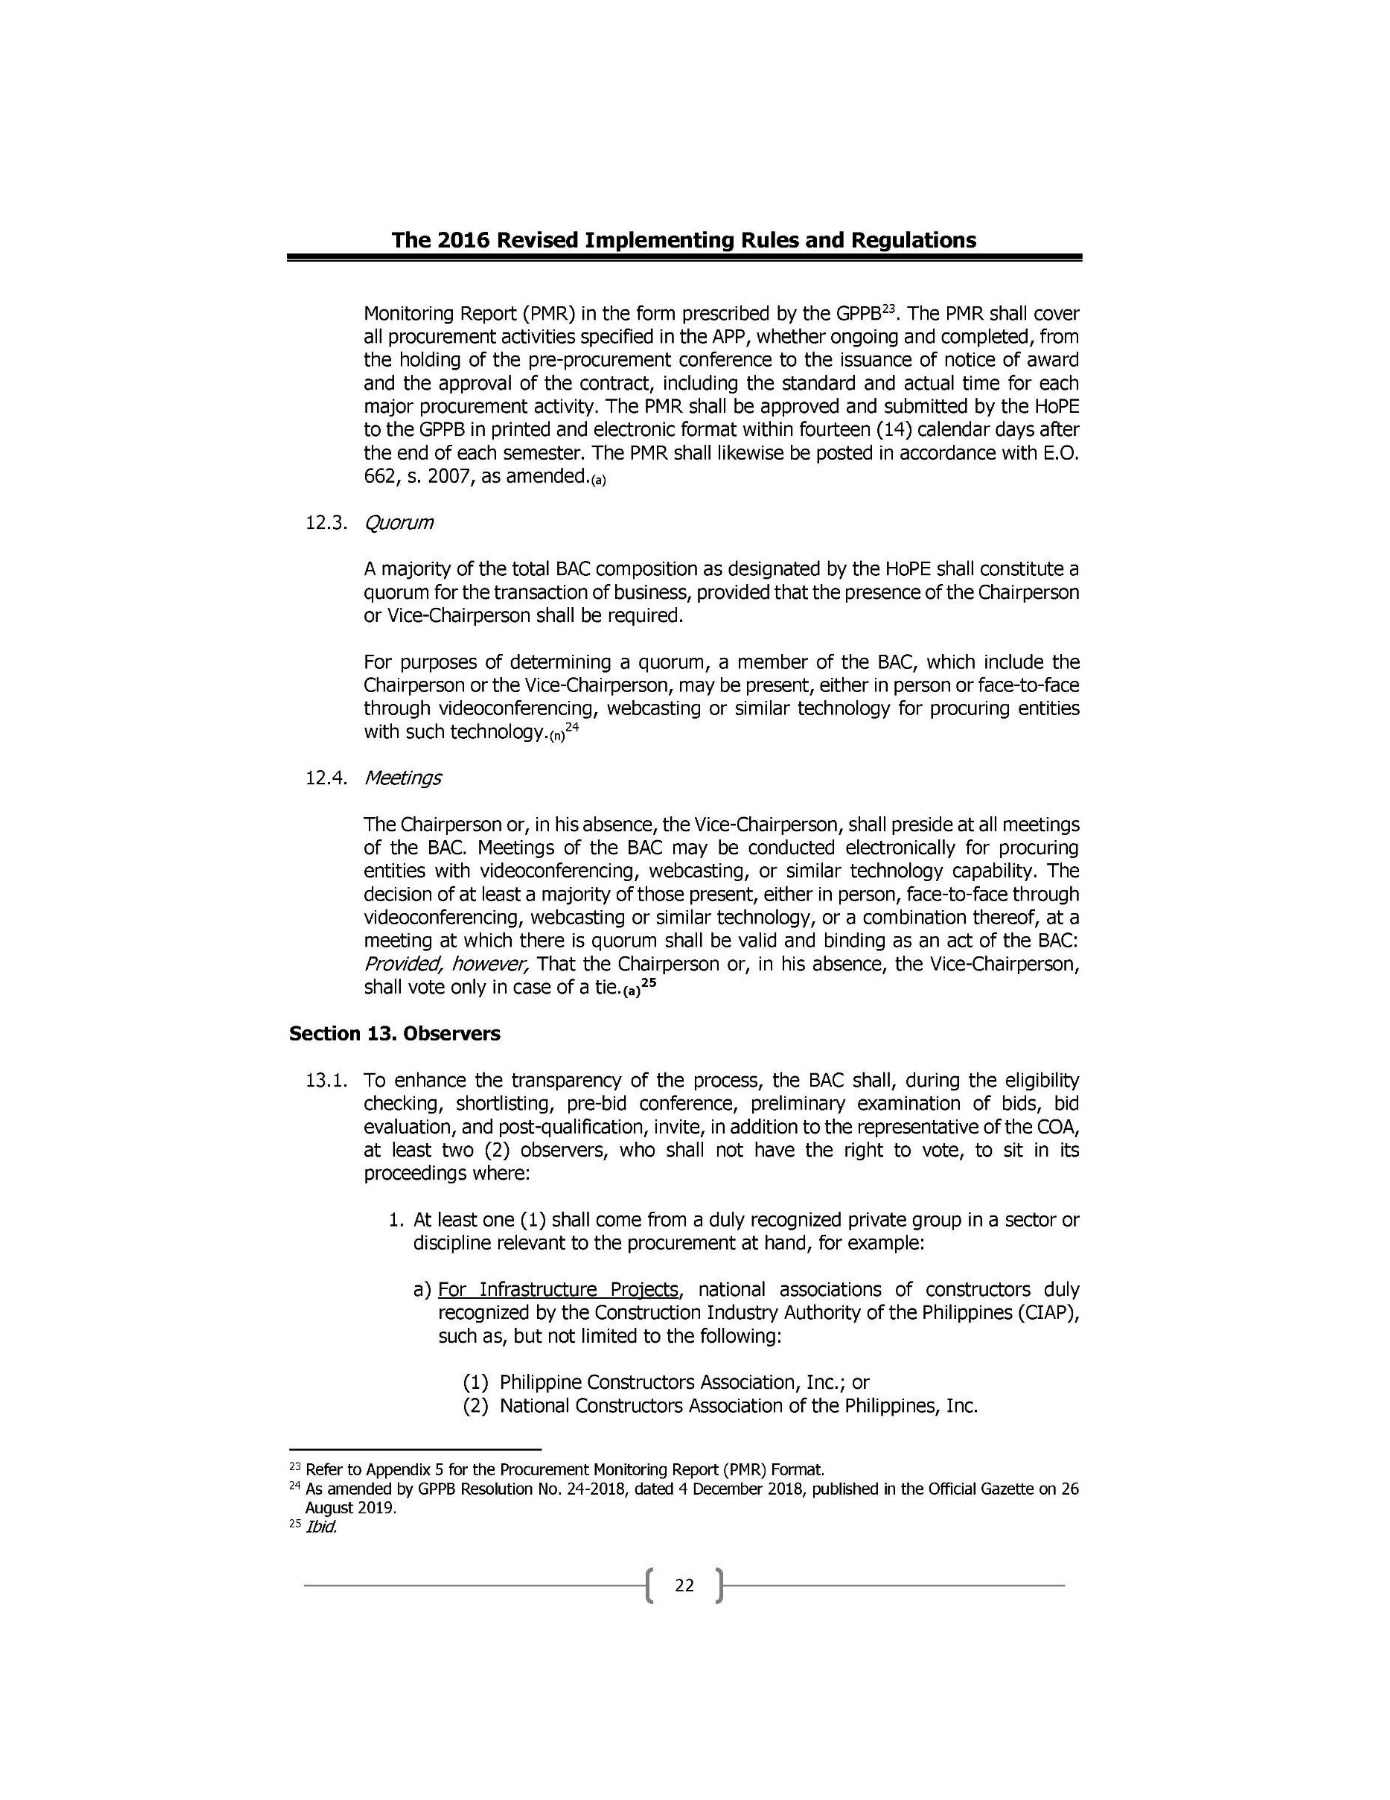 The 2016 Revised Implementing Rules and Regulations
Monitoring Report (PMR) in the form prescribed by the GPPB23. The PMR shall cover
all procurement activities specified in the APP, whether ongoing and completed, from
the holding of the pre-procurement conference to the issuance of notice of award
and the approval of the contract, including the standard and actual time for each
major procurement activity. The PMR shall be approved and submitted by the HoPE
to the GPPB in printed and electronic format within fourteen (14) calendar days after
the end of each semester. The PMR shall likewise be posted in accordance with E.O.
662, s. 2007, as amended.(a)
12.3. Quorum
A majority of the total BAC composition as designated by the HoPE shall constitute a
quorum for the transaction of business, provided that the presence of the Chairperson
or Vice-Chairperson shall be required.
For purposes of determining a quorum, a member of the BAC, which include the
Chairperson or the Vice-Chairperson, may be present, either in person or face-to-face
through videoconferencing, webcasting or similar technology for procuring entities
with such technology.(n)24
12.4. Meetings
The Chairperson or, in his absence, the Vice-Chairperson, shall preside at all meetings
of the BAC. Meetings of the BAC may be conducted electronically for procuring
entities with videoconferencing, webcasting, or similar technology capability. The
decision of at least a majority of those present, either in person, face-to-face through
videoconferencing, webcasting or similar technology, or a combination thereof, at a
meeting at which there is quorum shall be valid and binding as an act of the BAC:
Provided, however, That the Chairperson or, in his absence, the Vice-Chairperson,
shall vote only in case of a tie.(a)25
Section 13. Observers
13.1. To enhance the transparency of the process, the BAC shall, during the eligibility
checking, shortlisting, pre-bid conference, preliminary examination of bids, bid
evaluation, and post-qualification, invite, in addition to the representative of the COA,
at least two (2) observers, who shall not have the right to vote, to sit in its
proceedings where:
1. At least one (1) shall come from a duly recognized private group in a sector or
discipline relevant to the procurement at hand, for example:
a) For Infrastructure Projects, national associations of constructors duly
recognized by the Construction Industry Authority of the Philippines (CIAP),
such as, but not limited to the following:
(1) Philippine Constructors Association, Inc.; or
(2) National Constructors Association of the Philippines, Inc.
23 Refer to Appendix 5 for the Procurement Monitoring Report (PMR) Format.
24 As amended by GPPB Resolution No. 24-2018, dated 4 December 2018, published in the Official Gazette on 26
August 2019.
25 Ibid.
22